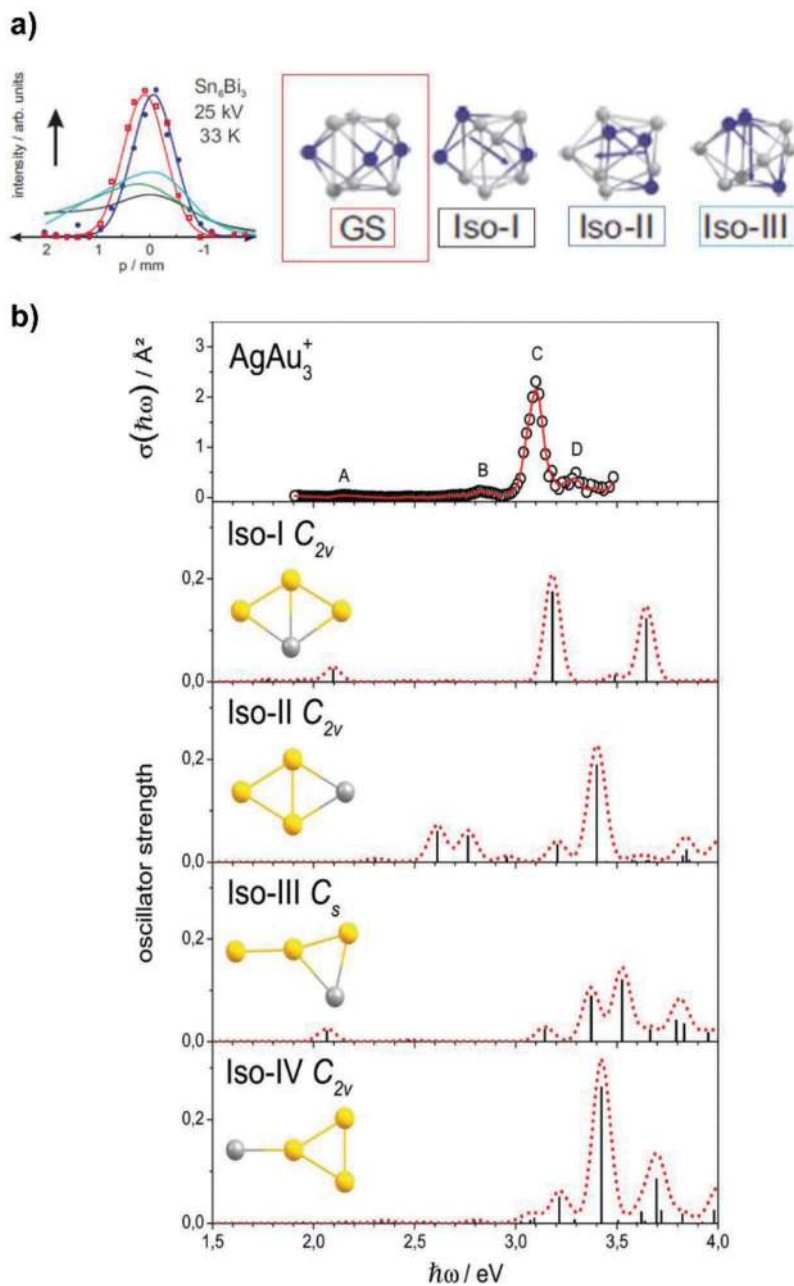 a)
intensity / arb. units
Sn₆Bi₃
25 kV
33 K
2 1 0 -1
p / mm
GS
Iso-I
Iso-II
Iso-III
b)
AgAu₃⁺
σ(ħω) / Å²
3
2
1
0
A
B
C
D
oscillator strength
Iso-I C₂ᵥ
0,2
0,0
Iso-II C₂ᵥ
0,2
0,0
Iso-III Cₛ
0,2
0,0
Iso-IV C₂ᵥ
0,2
0,0
1,5 2,0 2,5 3,0 3,5 4,0
ħω / eV